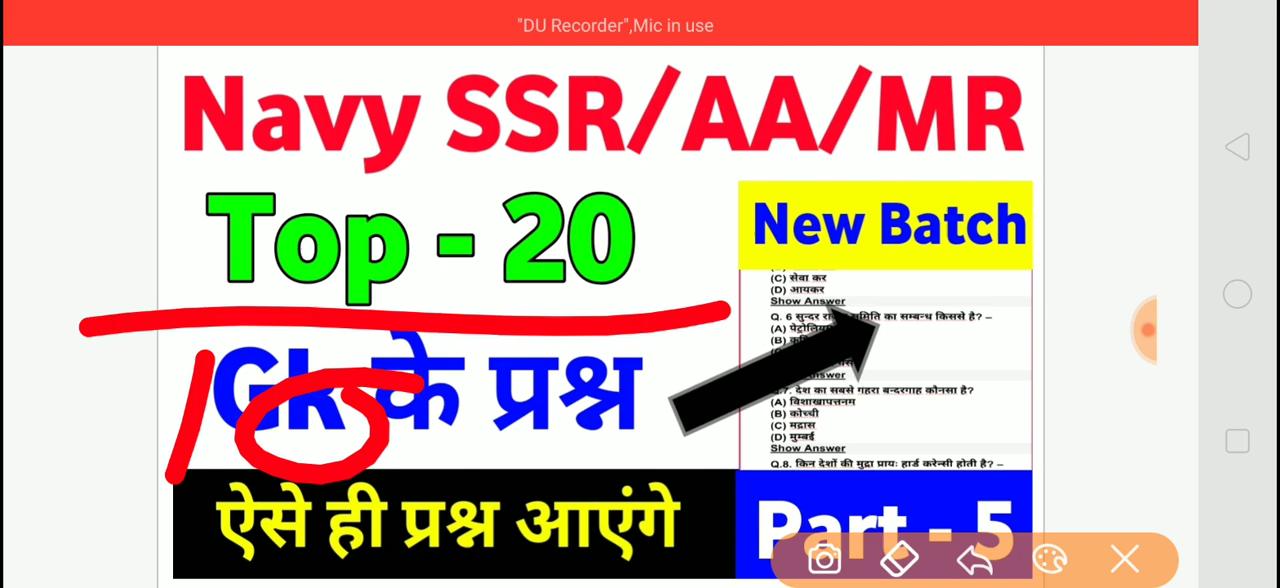 "DU Recorder",Mic in use
Navy SSR/AA/MR
Top - 20
New Batch
(C) सेवा कर
(D) आयकर
Show Answer
Q. 6 सुन्दर समिति का सम्बन्ध किससे है? –
(A)
(B)
Q.7. देश का सबसे गहरा बन्दरगाह कौनसा है?
(A) विशाखापत्तनम
(B) कोच्ची
(C) मद्रास
(D) मुम्बई
Show Answer
Q.8. किन देशों की मुद्रा प्रायः हार्ड करेन्सी होती है? –
Gk के प्रश्न
10
ऐसे ही प्रश्न आएंगे
Part - 5